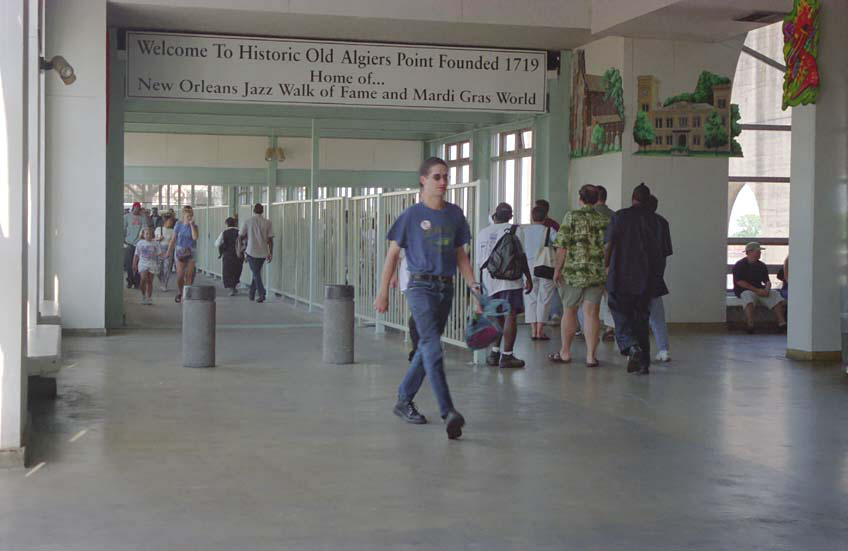 Welcome To Historic Old Algiers Point Founded 1719
Home of...
New Orleans Jazz Walk of Fame and Mardi Gras World